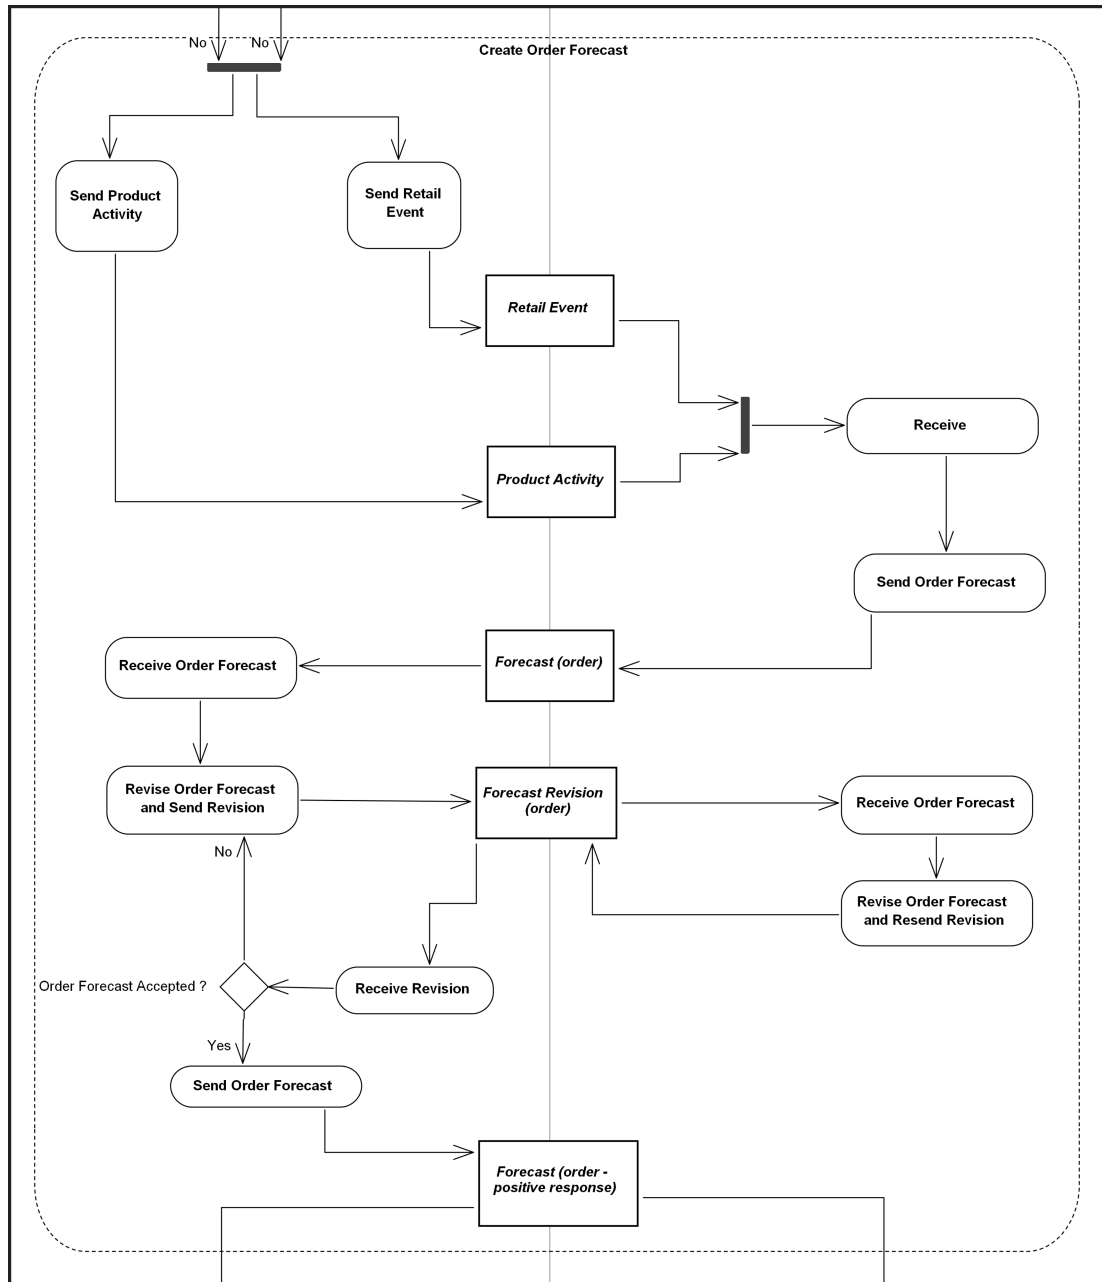 No
No
Create Order Forecast
Send Product
Activity
Send Retail
Event
Retail Event
Receive
Product Activity
Send Order Forecast
Forecast (order)
Receive Order Forecast
Revise Order Forecast
and Send Revision
Forecast Revision
(order)
Receive Order Forecast
No
Revise Order Forecast
and Resend Revision
Order Forecast Accepted ?
Receive Revision
Yes
Send Order Forecast
Forecast (order -
positive response)